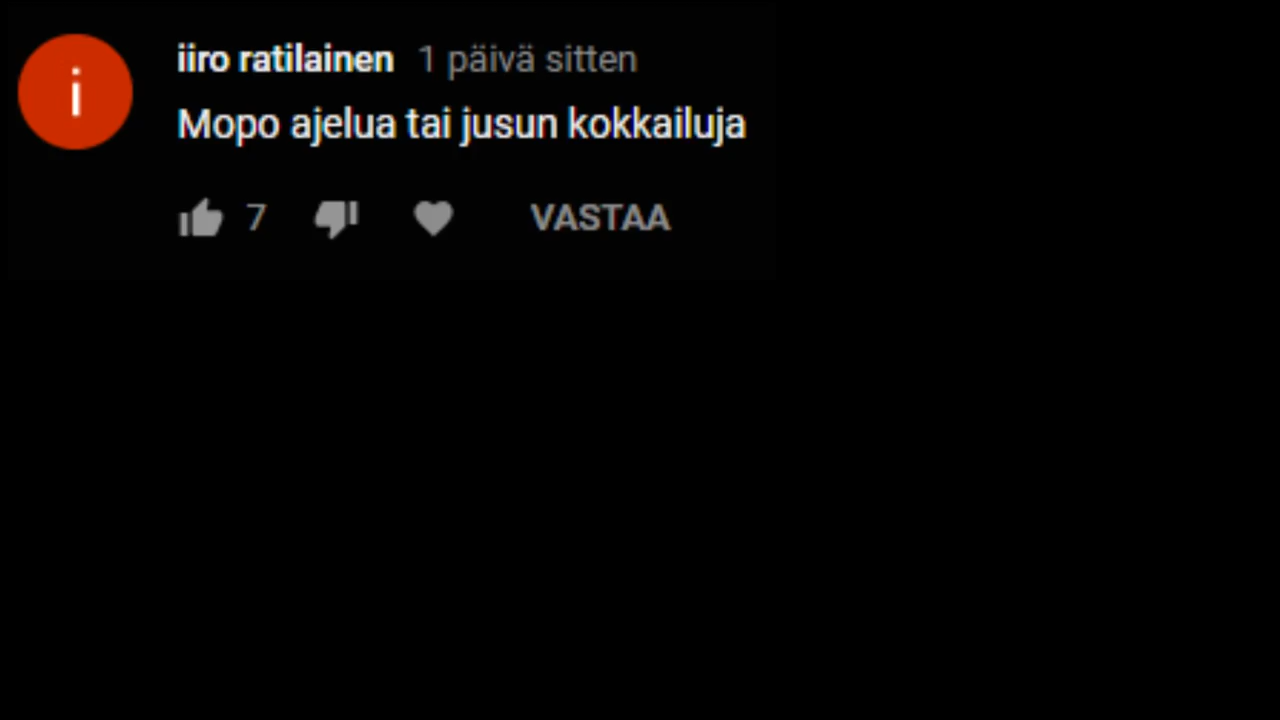 i
iiro ratilainen 1 päivä sitten
Mopo ajelua tai jusun kokkailuja
7 VASTAA